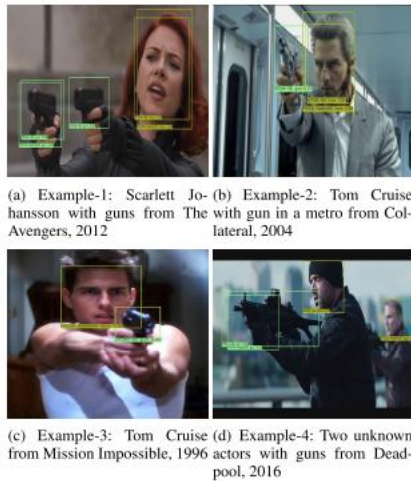 (a) Example-1: Scarlett Jo-
hansson with guns from The
Avengers, 2012
(b) Example-2: Tom Cruise
with gun in a metro from Col-
lateral, 2004
(c) Example-3: Tom Cruise
from Mission Impossible, 1996
(d) Example-4: Two unknown
actors with guns from Dead-
pool, 2016